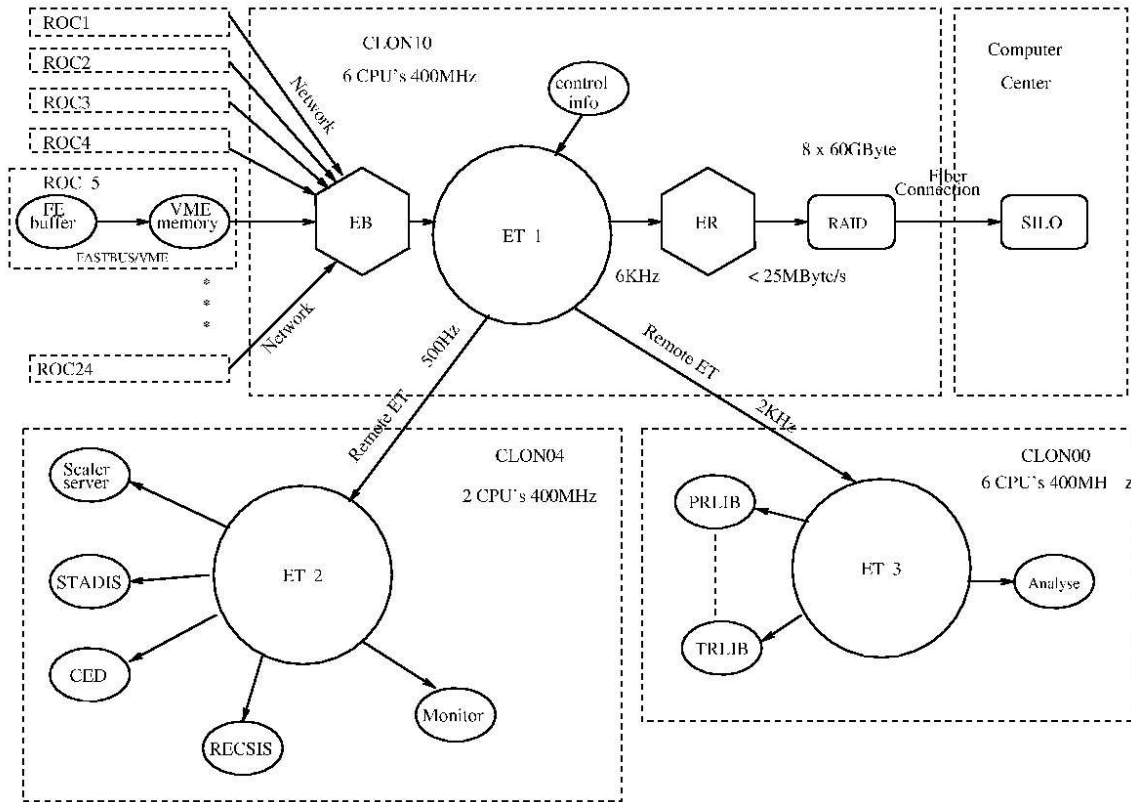 ROC1
ROC2
ROC3
ROC4
ROC 5
FE
buffer
VME
memory
FASTBUS/VME
*
*
*
ROC24
Network
Network
CLON10
6 CPU's 400MHz
control
info
EB
ET 1
ER
8 x 60GByte
RAID
6KHz
< 25MByte/s
Fiber
Connection
Computer
Center
SILO
500Hz
Remote ET
Remote ET
2KHz
CLON04
2 CPU's 400MHz
Scaler
server
STADIS
CED
RECSIS
Monitor
ET 2
CLON00
6 CPU's 400MH z
PRLIB
TRLIB
ET 3
Analyse